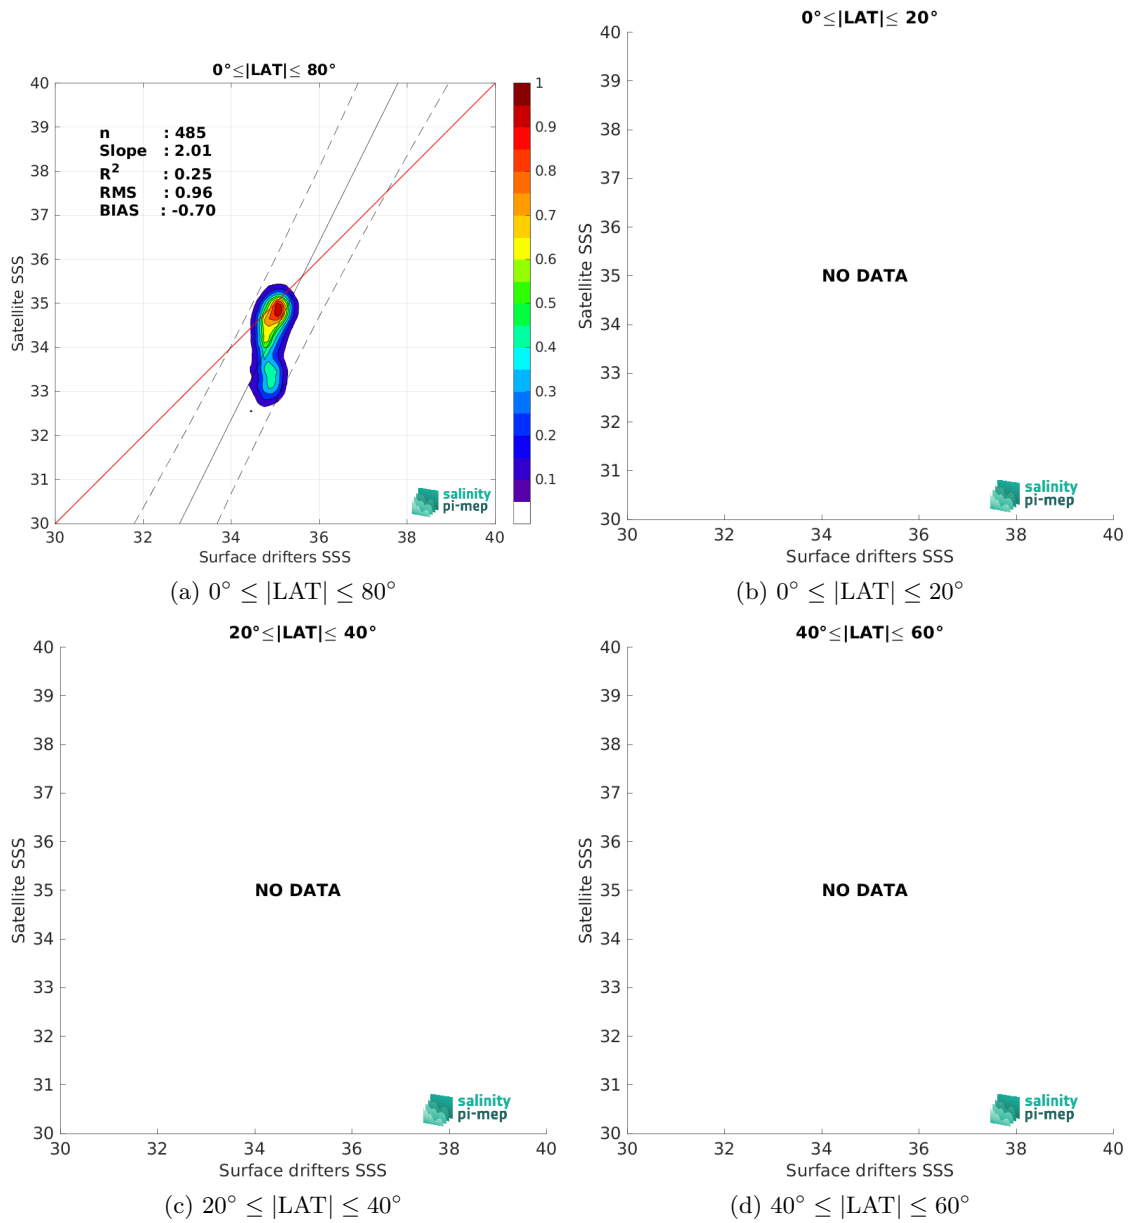 0°≤|LAT|≤ 80°
40
39
38
37
36
35
34
33
32
31
30
Satellite SSS
n : 485
Slope : 2.01
R² : 0.25
RMS : 0.96
BIAS : -0.70
1
0.9
0.8
0.7
0.6
0.5
0.4
0.3
0.2
0.1
salinity
pi-mep
30 32 34 36 38 40
Surface drifters SSS
(a) 0° ≤ |LAT| ≤ 80°
0°≤|LAT|≤ 20°
40
39
38
37
36
35
34
33
32
31
30
Satellite SSS
NO DATA
salinity
pi-mep
30 32 34 36 38 40
Surface drifters SSS
(b) 0° ≤ |LAT| ≤ 20°
20°≤|LAT|≤ 40°
40
39
38
37
36
35
34
33
32
31
30
Satellite SSS
NO DATA
salinity
pi-mep
30 32 34 36 38 40
Surface drifters SSS
(c) 20° ≤ |LAT| ≤ 40°
40°≤|LAT|≤ 60°
40
39
38
37
36
35
34
33
32
31
30
Satellite SSS
NO DATA
salinity
pi-mep
30 32 34 36 38 40
Surface drifters SSS
(d) 40° ≤ |LAT| ≤ 60°